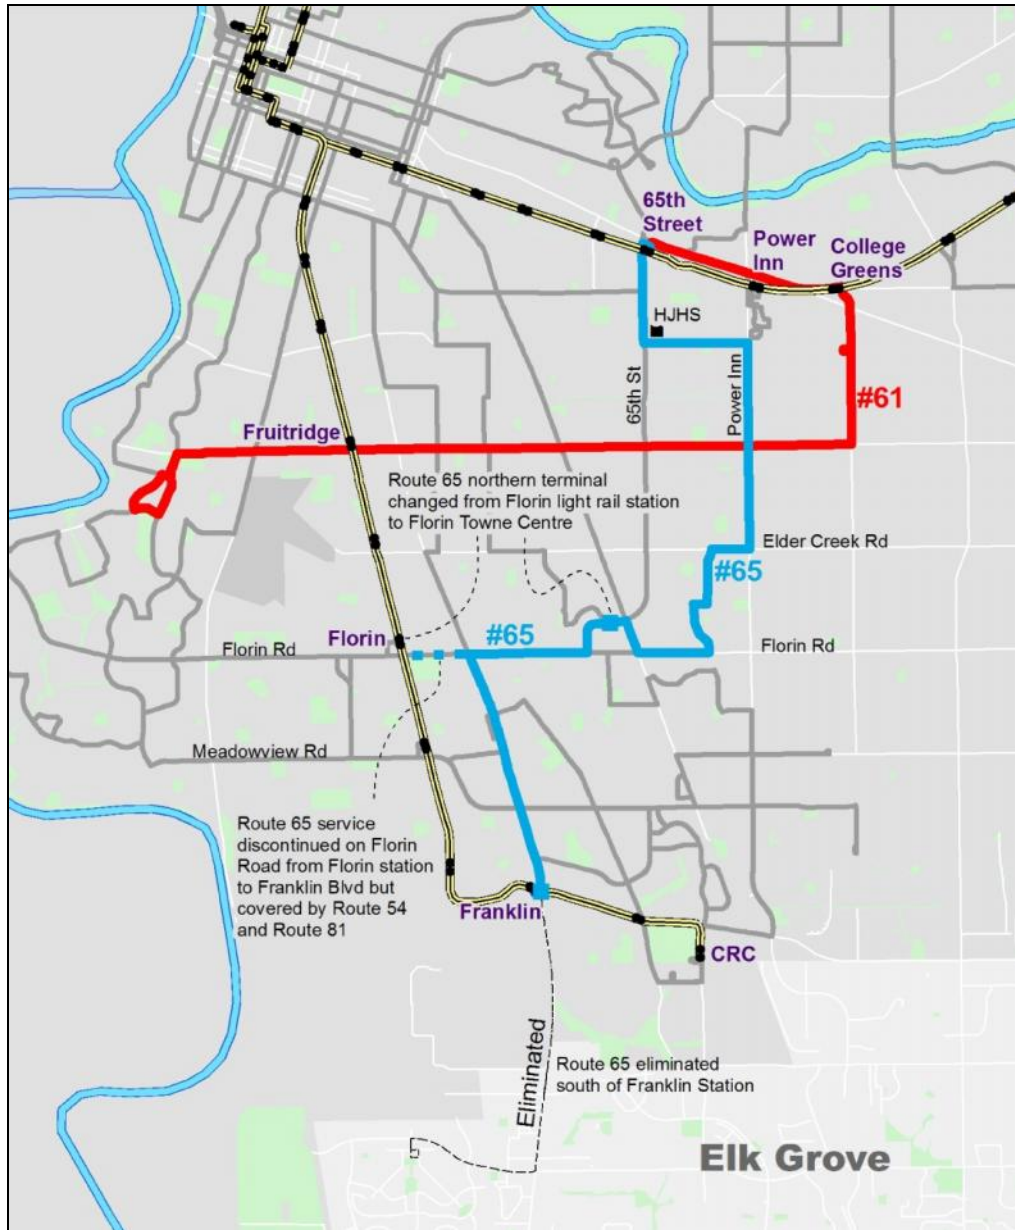 65th
Street
Power
Inn
College
Greens
HJHS
65th St
Power Inn
#61
Fruitridge
Route 65 northern terminal
changed from Florin light rail station
to Florin Towne Centre
Elder Creek Rd
#65
Florin
#65
Florin Rd
Florin Rd
Meadowview Rd
Route 65 service
discontinued on Florin
Road from Florin station
to Franklin Blvd but
covered by Route 54
and Route 81
Franklin
CRC
Eliminated
Route 65 eliminated
south of Franklin Station
Elk Grove